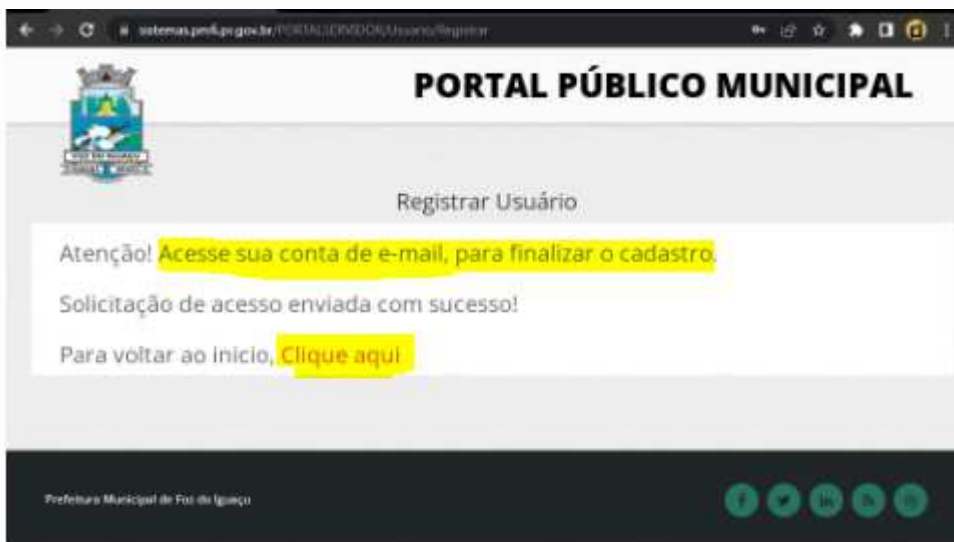 PORTAL PÚBLICO MUNICIPAL
Registrar Usuário
Atenção! Acesse sua conta de e-mail, para finalizar o cadastro.
Solicitação de acesso enviada com sucesso!
Para voltar ao inicio, Clique aqui
Prefeitura Municipal de Foz do Iguaçu